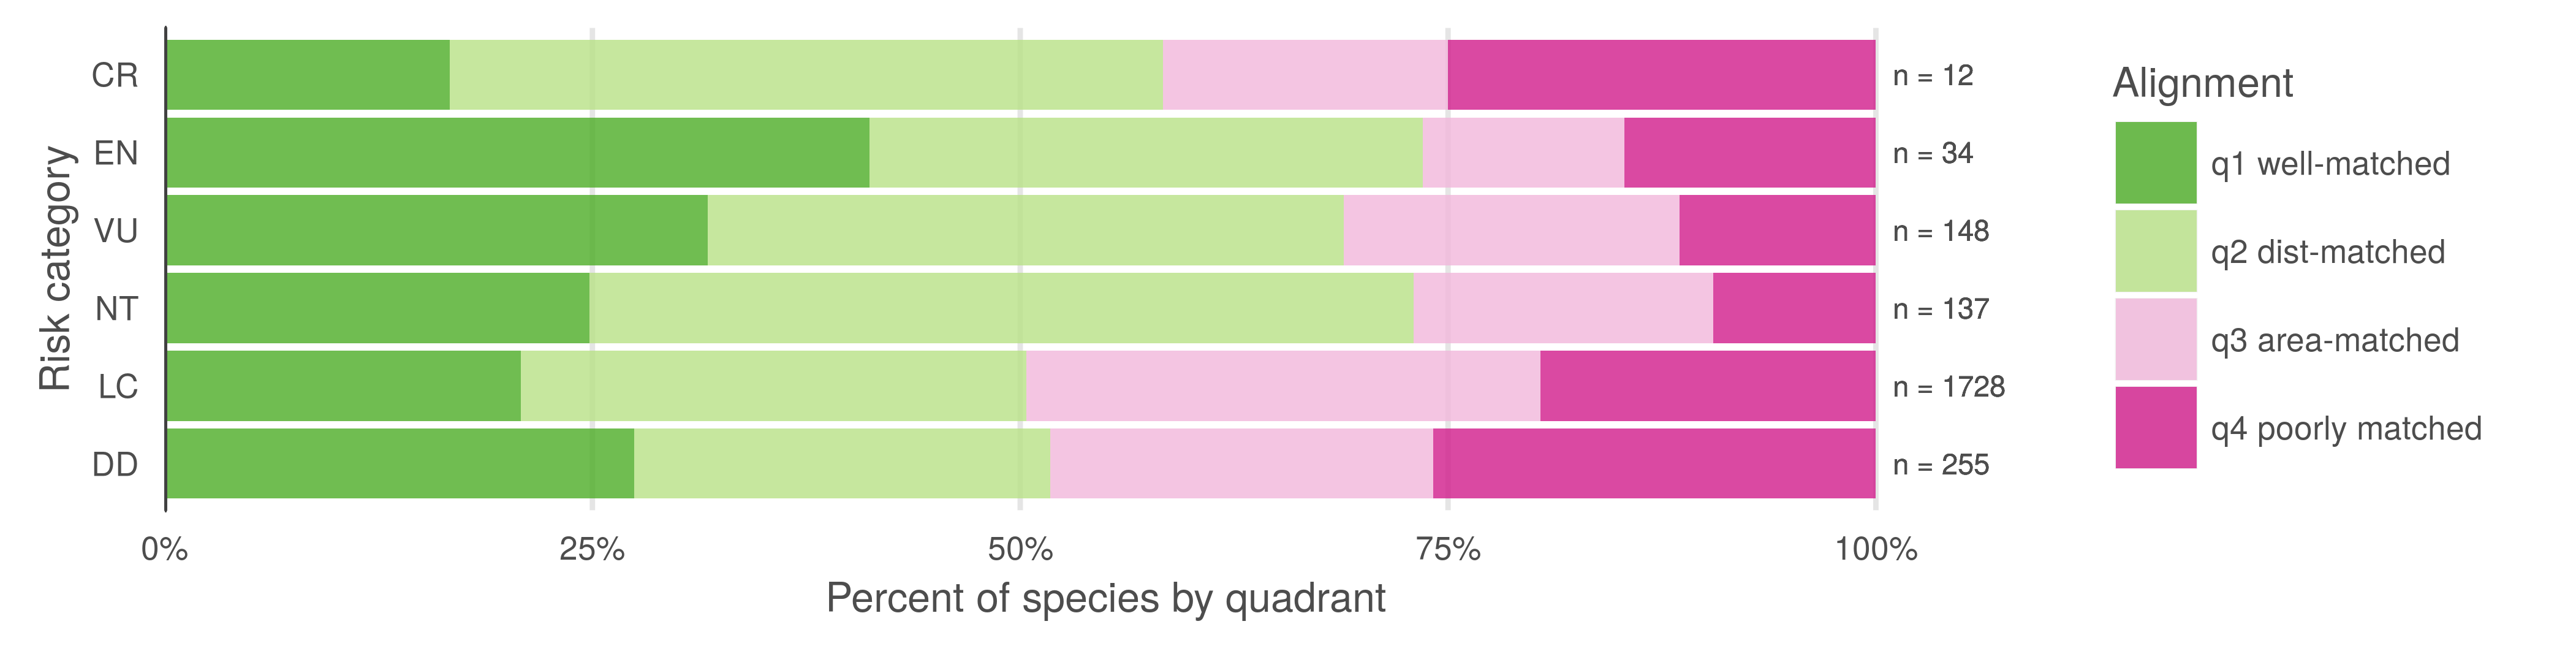 Risk category
CR
n = 12
EN
n = 34
VU
n = 148
NT
n = 137
LC
n = 1728
DD
n = 255
0% 25% 50% 75% 100%
Percent of species by quadrant
Alignment
q1 well-matched
q2 dist-matched
q3 area-matched
q4 poorly matched